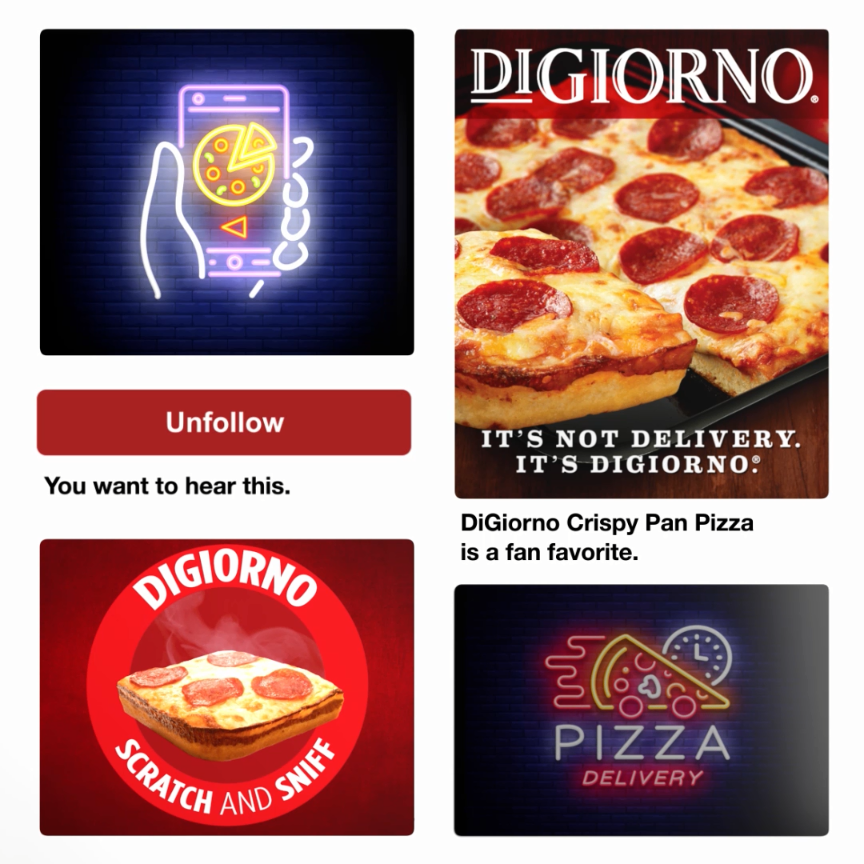 Unfollow
You want to hear this.
DIGIORNO
SCRATCH AND SNIFF
DIGIORNO.®
IT'S NOT DELIVERY.
IT'S DIGIORNO.®
DiGiorno Crispy Pan Pizza
is a fan favorite.
PIZZA
DELIVERY